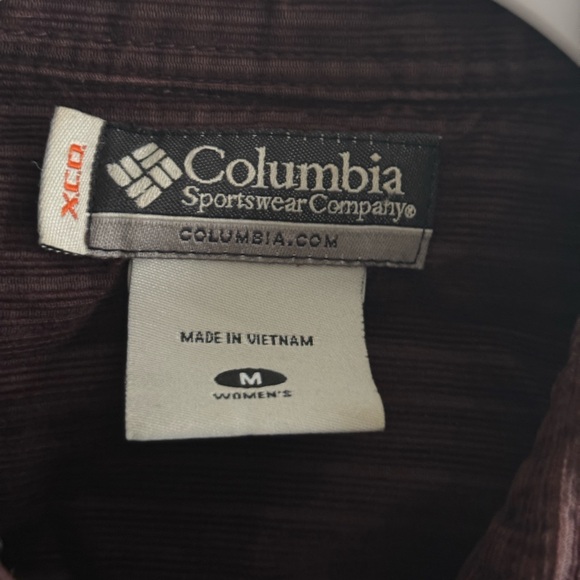 XCO
Columbia
Sportswear Company®
COLUMBIA.COM
MADE IN VIETNAM
M
WOMEN'S